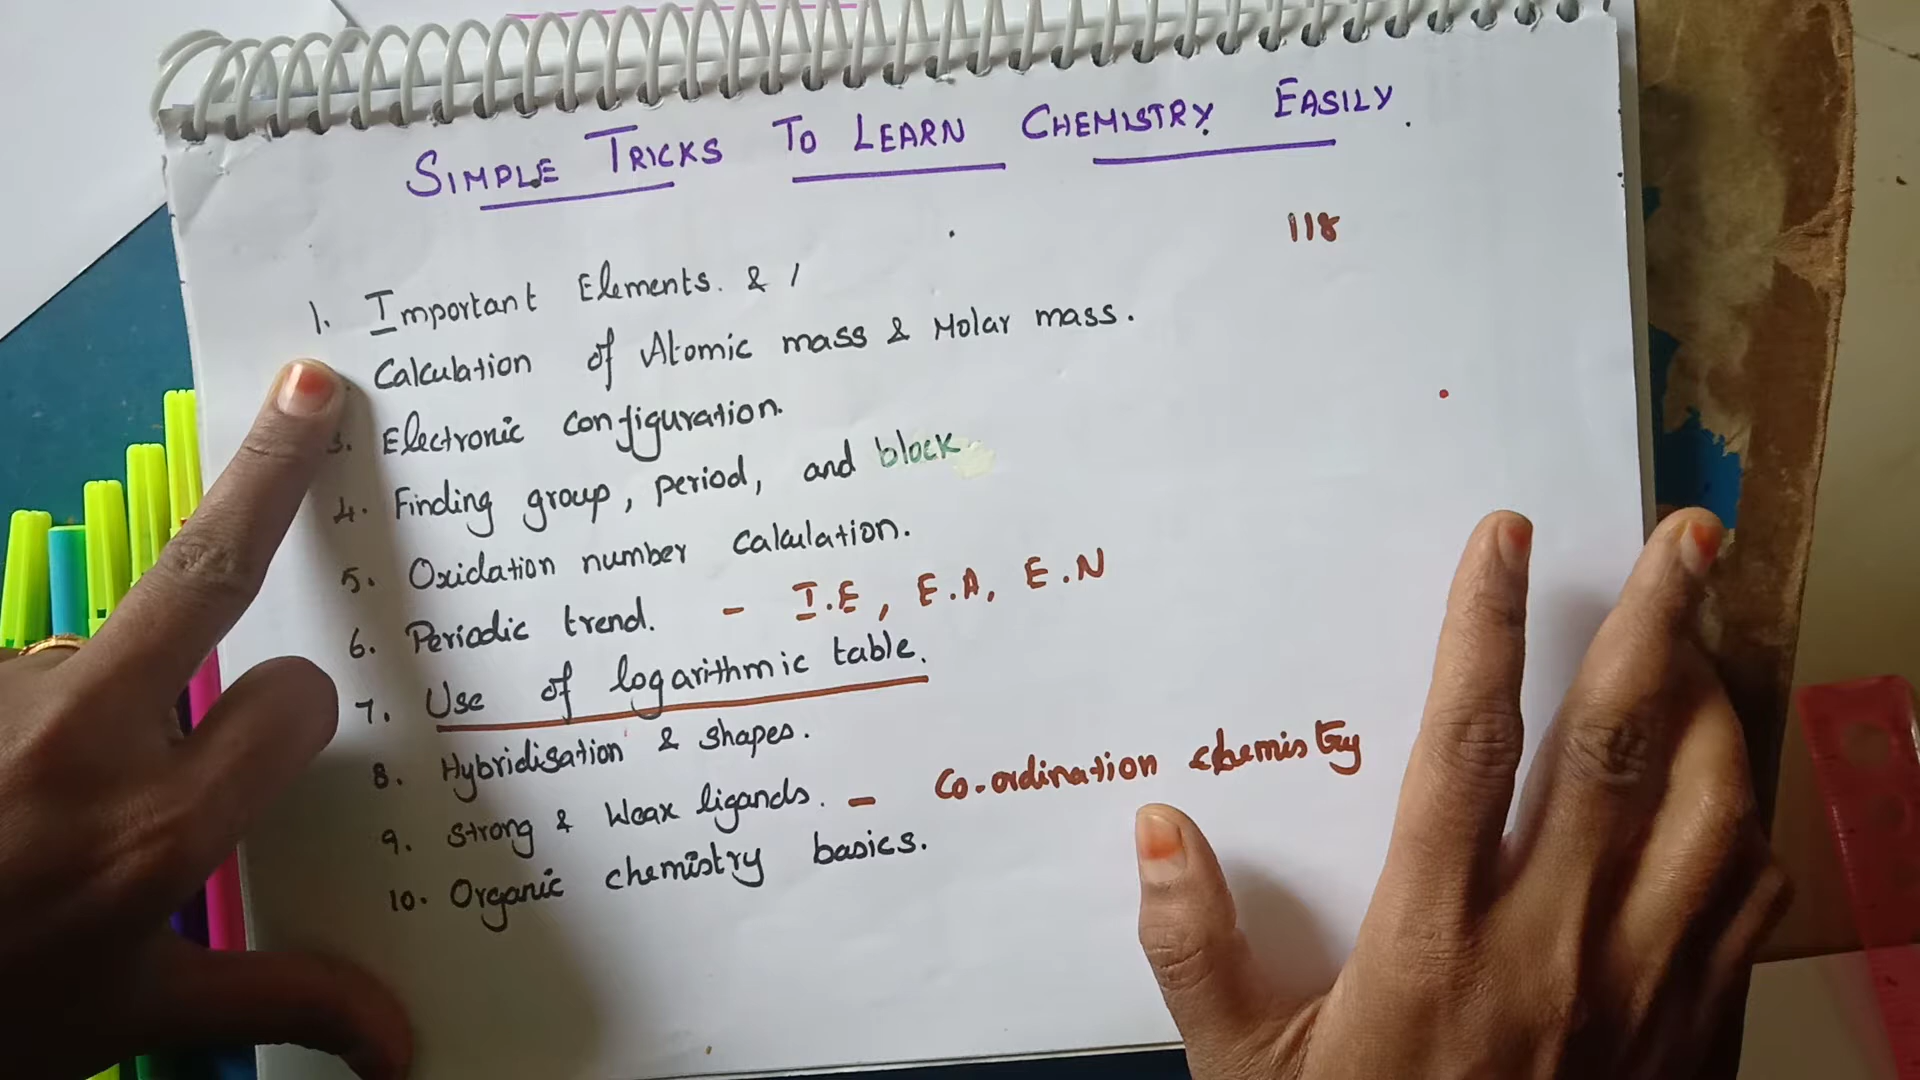 SIMPLE TRICKS TO LEARN CHEMISTRY EASILY.
118
1. Important Elements. & /
Calculation of Atomic mass & Molar mass.
3. Electronic configuration.
4. Finding group, period, and block
5. Oxidation number calculation.
6. Periodic trend. - I.E, E.A, E.N
7. Use of logarithmic table.
8. Hybridisation & shapes.
9. Strong & Weak ligands. - Co-ordination chemistry
10. Organic chemistry basics.